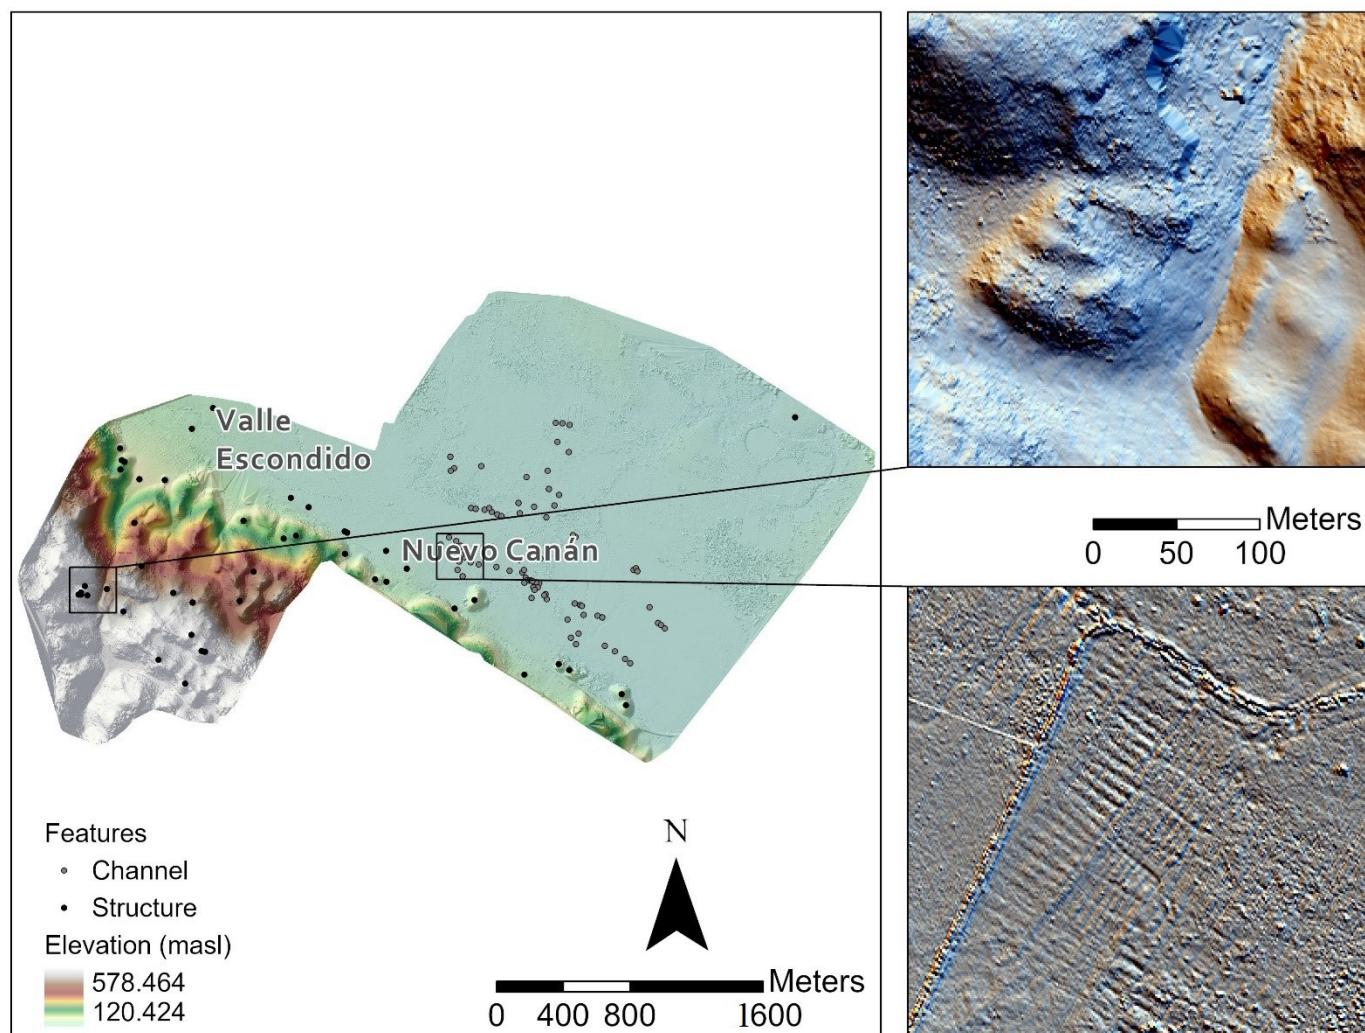 Valle
Escondido
Nuevo Canán
Features
Channel
Structure
Elevation (masl)
578.464
120.424
N
Meters
0 400 800 1600
Meters
0 50 100